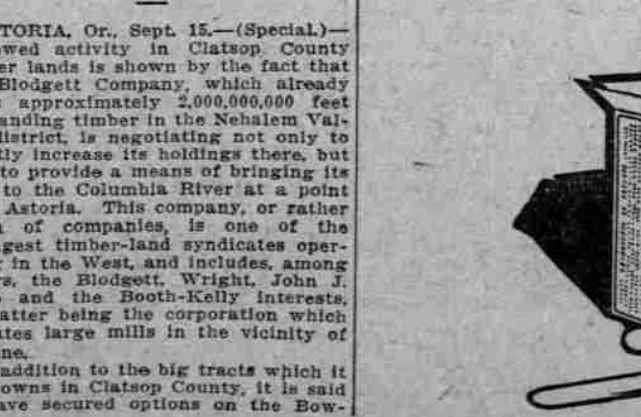 TORIA, Or., Sept. 15.—(Special.)—
wed activity in Clatsop County
er lands is shown by the fact that
Blodgett Company, which already
approximately 2,000,000,000 feet
anding timber in the Nehalem Val-
district, is negotiating not only to
tly increase its holdings there, but
to provide a means of bringing its
to the Columbia River at a point
Astoria. This company, or rather
of companies, is one of the
gest timber-land syndicates oper-
in the West, and includes, among
rs, the Blodgett, Wright, John J.
and the Booth-Kelly interests,
atter being the corporation which
ates large mills in the vicinity of
ne.
addition to the big tracts which it
owns in Clatsop County, it is said
ave secured options on the Bow-